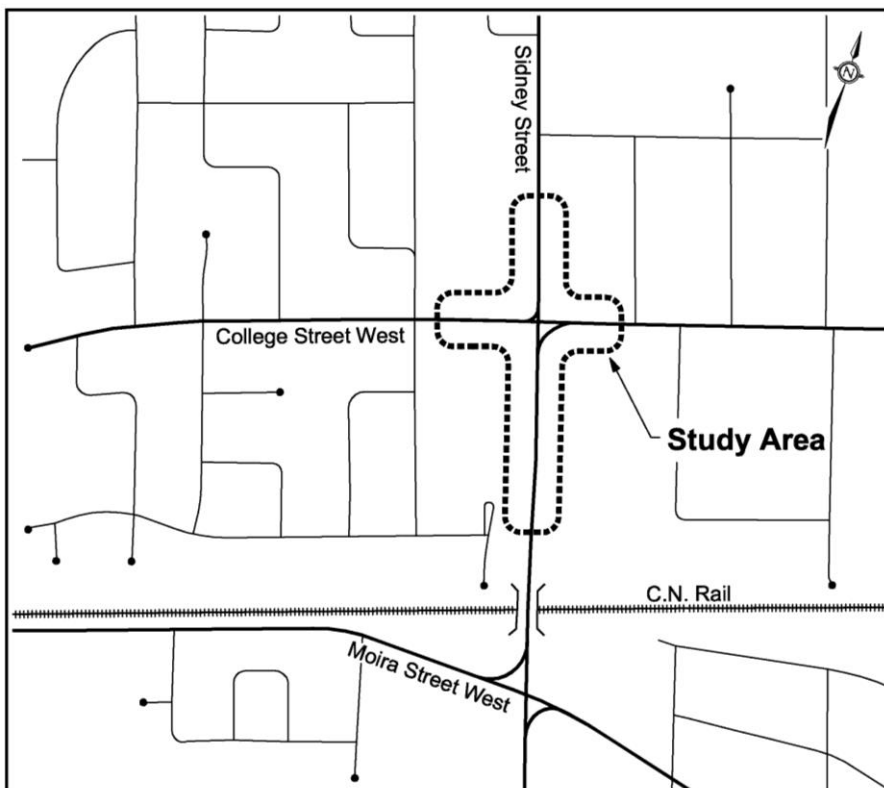 Sidney Street
N
College Street West
Study Area
C.N. Rail
Moira Street West